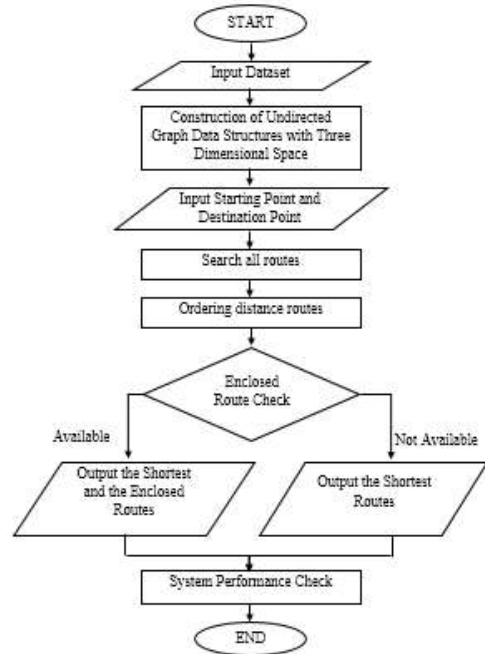 START
Input Dataset
Construction of Undirected
Graph Data Structures with Three
Dimensional Space
Input Starting Point and
Destination Point
Search all routes
Ordering distance routes
Enclosed
Route Check
Available
Not Available
Output the Shortest
and the Enclosed
Routes
Output the Shortest
Routes
System Performance Check
END